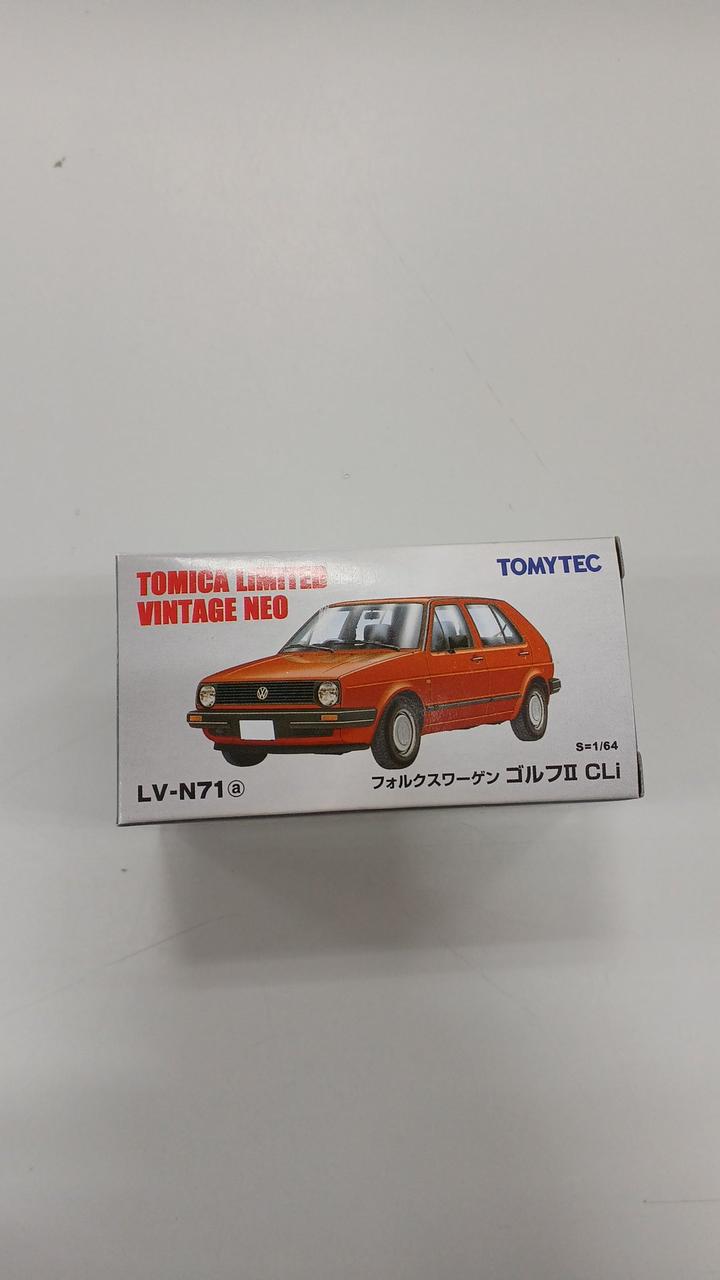 TOMICA LIMITED
VINTAGE NEO
TOMYTEC
S=1/64
LV-N71ⓐ
フォルクスワーゲン ゴルフⅡ CLi